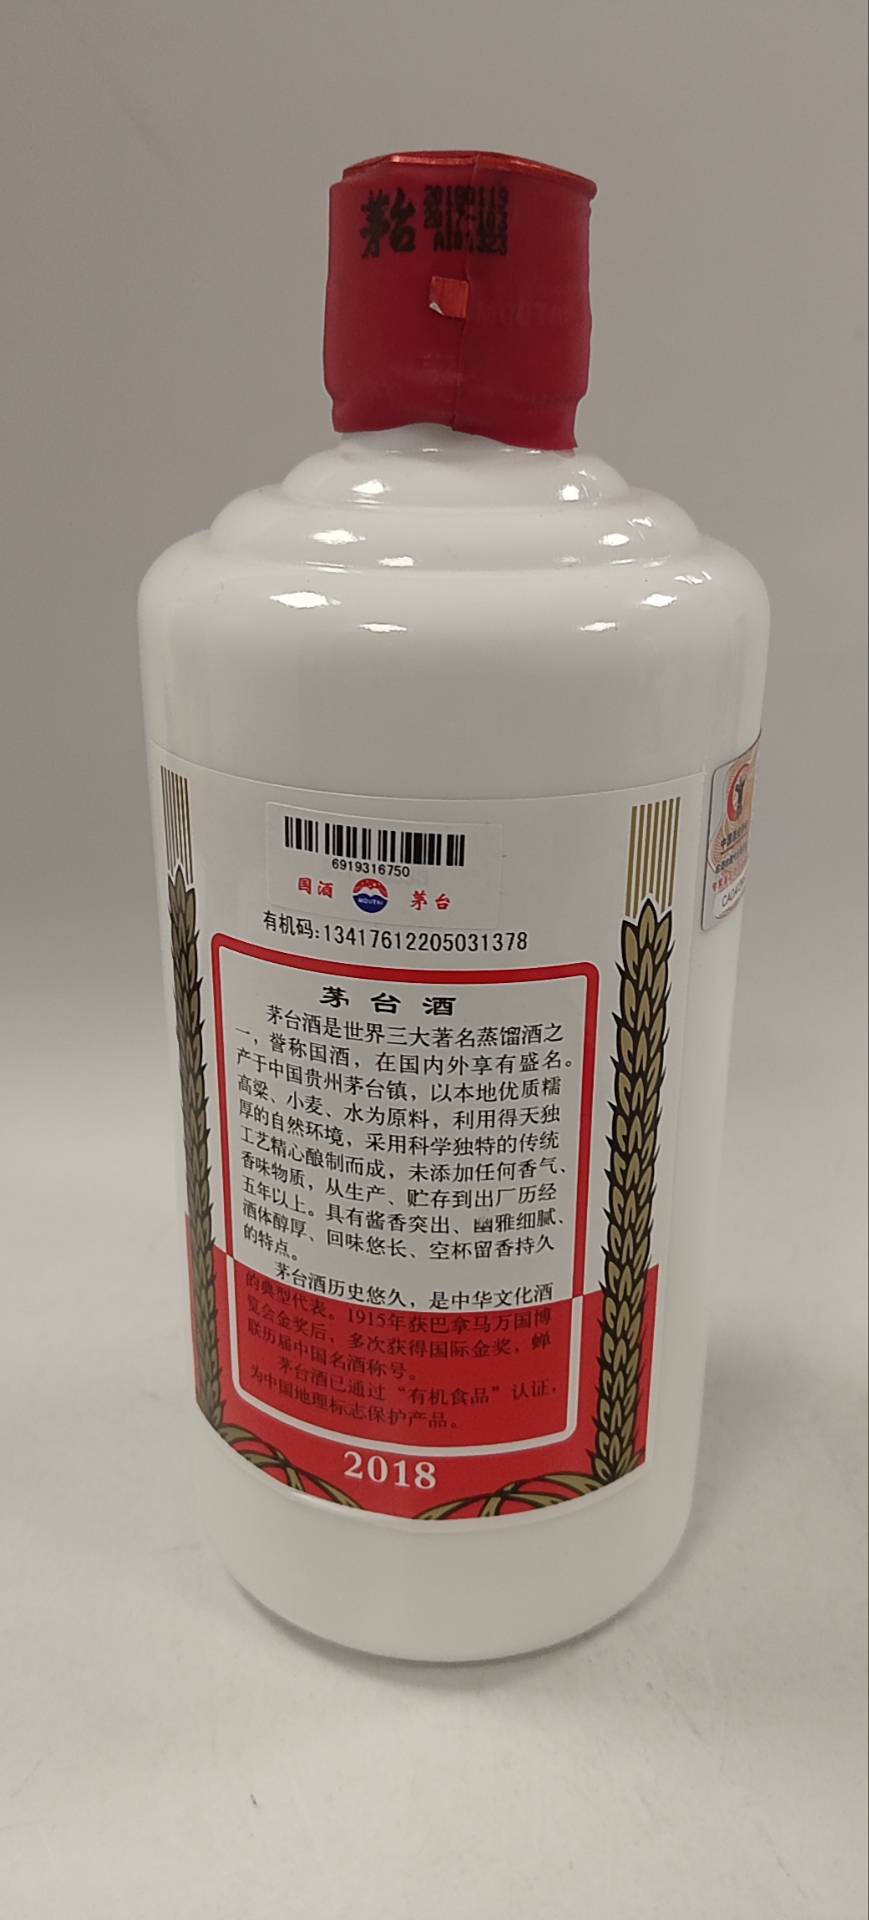 茅台
20180119
2017-103
6919316750
国酒 MOUTAI 茅台
有机码:13417612205031378
茅台酒
茅台酒是世界三大著名蒸馏酒之
一，誉称国酒，在国内外享有盛名。
产于中国贵州茅台镇，以本地优质糯
高粱、小麦、水为原料，利用得天独
厚的自然环境，采用科学独特的传统
工艺精心酿制而成，未添加任何香气、
香味物质，从生产、贮存到出厂历经
五年以上。具有酱香突出、幽雅细腻、
酒体醇厚、回味悠长、空杯留香持久
的特点。
茅台酒历史悠久，是中华文化酒
的典型代表。1915年获巴拿马万国博
览会金奖后，多次获得国际金奖，蝉
联历届中国名酒称号。
茅台酒已通过“有机食品”认证，
为中国地理标志保护产品。
2018